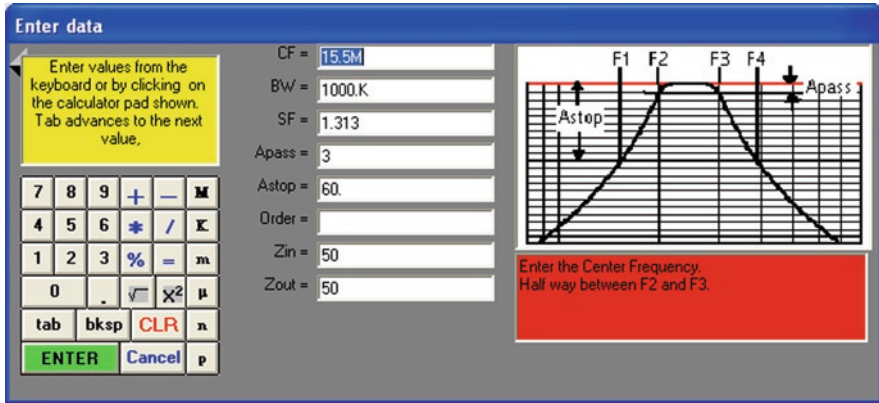 Enter data
Enter values from the
keyboard or by clicking on
the calculator pad shown.
Tab advances to the next
value,
CF = 15.5M
BW = 1000.K
SF = 1.313
Apass = 3
Astop = 60.
Order =
Zin = 50
Zout = 50
7 8 9 + — M
4 5 6 * / K
1 2 3 % = m
0 . √ X² µ
tab bksp CLR n
ENTER Cancel p
F1 F2 F3 F4
Apass
Astop
Enter the Center Frequency.
Half way between F2 and F3.